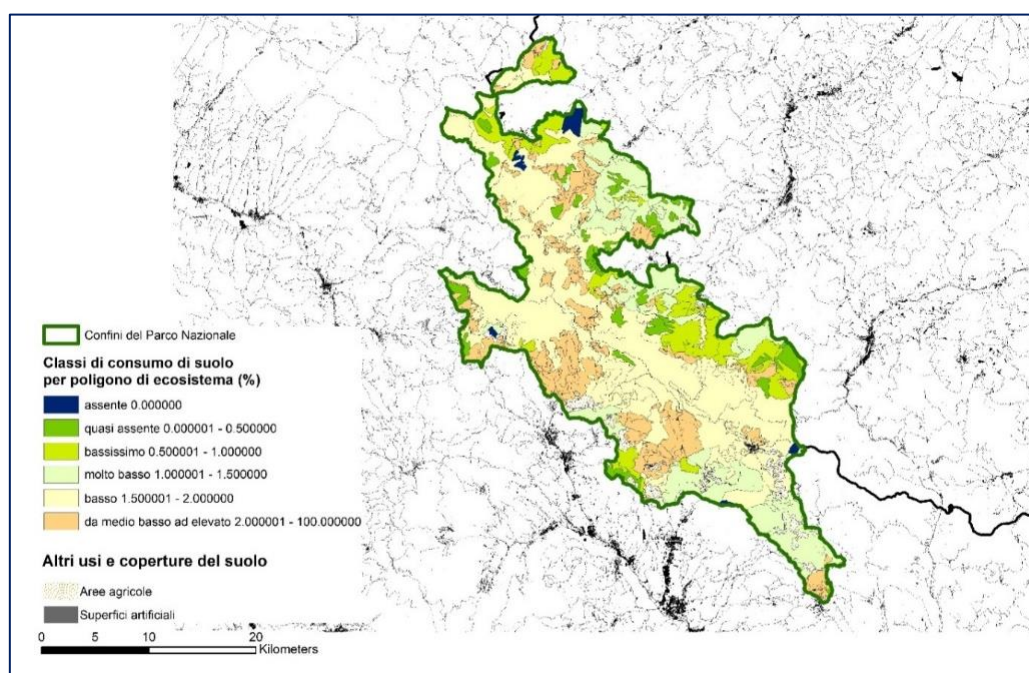 Confini del Parco Nazionale
Classi di consumo di suolo
per poligono di ecosistema (%)
assente 0.000000
quasi assente 0.000001 - 0.500000
bassissimo 0.500001 - 1.000000
molto basso 1.000001 - 1.500000
basso 1.500001 - 2.000000
da medio basso ad elevato 2.000001 - 100.000000
Altri usi e coperture del suolo
Aree agricole
Superfici artificiali
0 5 10 20
Kilometers